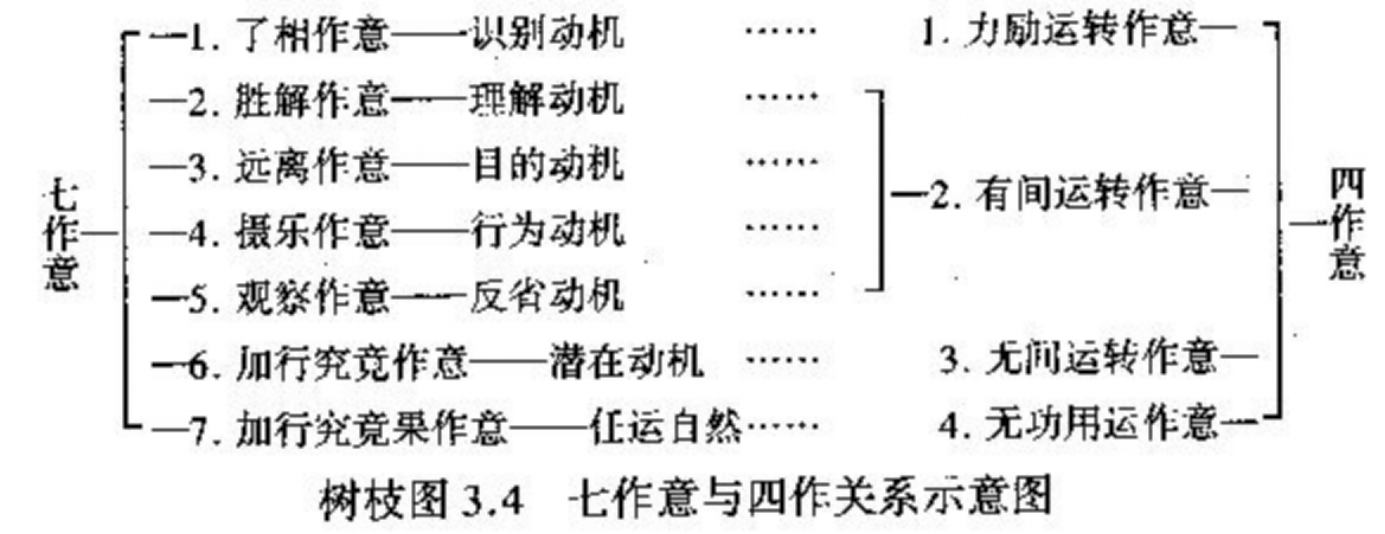 1. 了相作意——识别动机 …… 1. 力励运转作意
2. 胜解作意——理解动机 ……
3. 远离作意——目的动机 ……
七作意 2. 有间运转作意 四作意
4. 摄乐作意——行为动机 ……
5. 观察作意——反省动机 ……
6. 加行究竞作意——潜在动机 …… 3. 无间运转作意
7. 加行究竟果作意——任运自然…… 4. 无功用运作意
树枝图 3.4 七作意与四作关系示意图